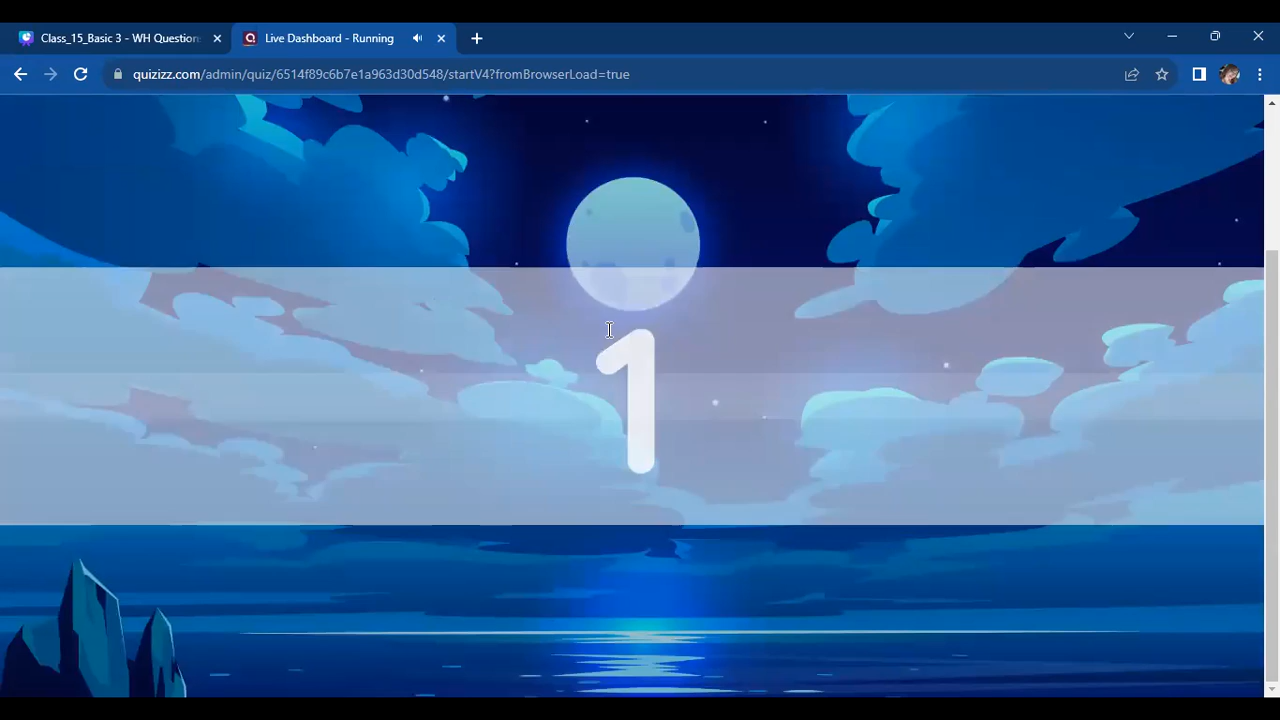 Class_15_Basic 3 - WH Question
Live Dashboard - Running
quizizz.com/admin/quiz/6514f89c6b7e1a963d30d548/startV4?fromBrowserLoad=true
1